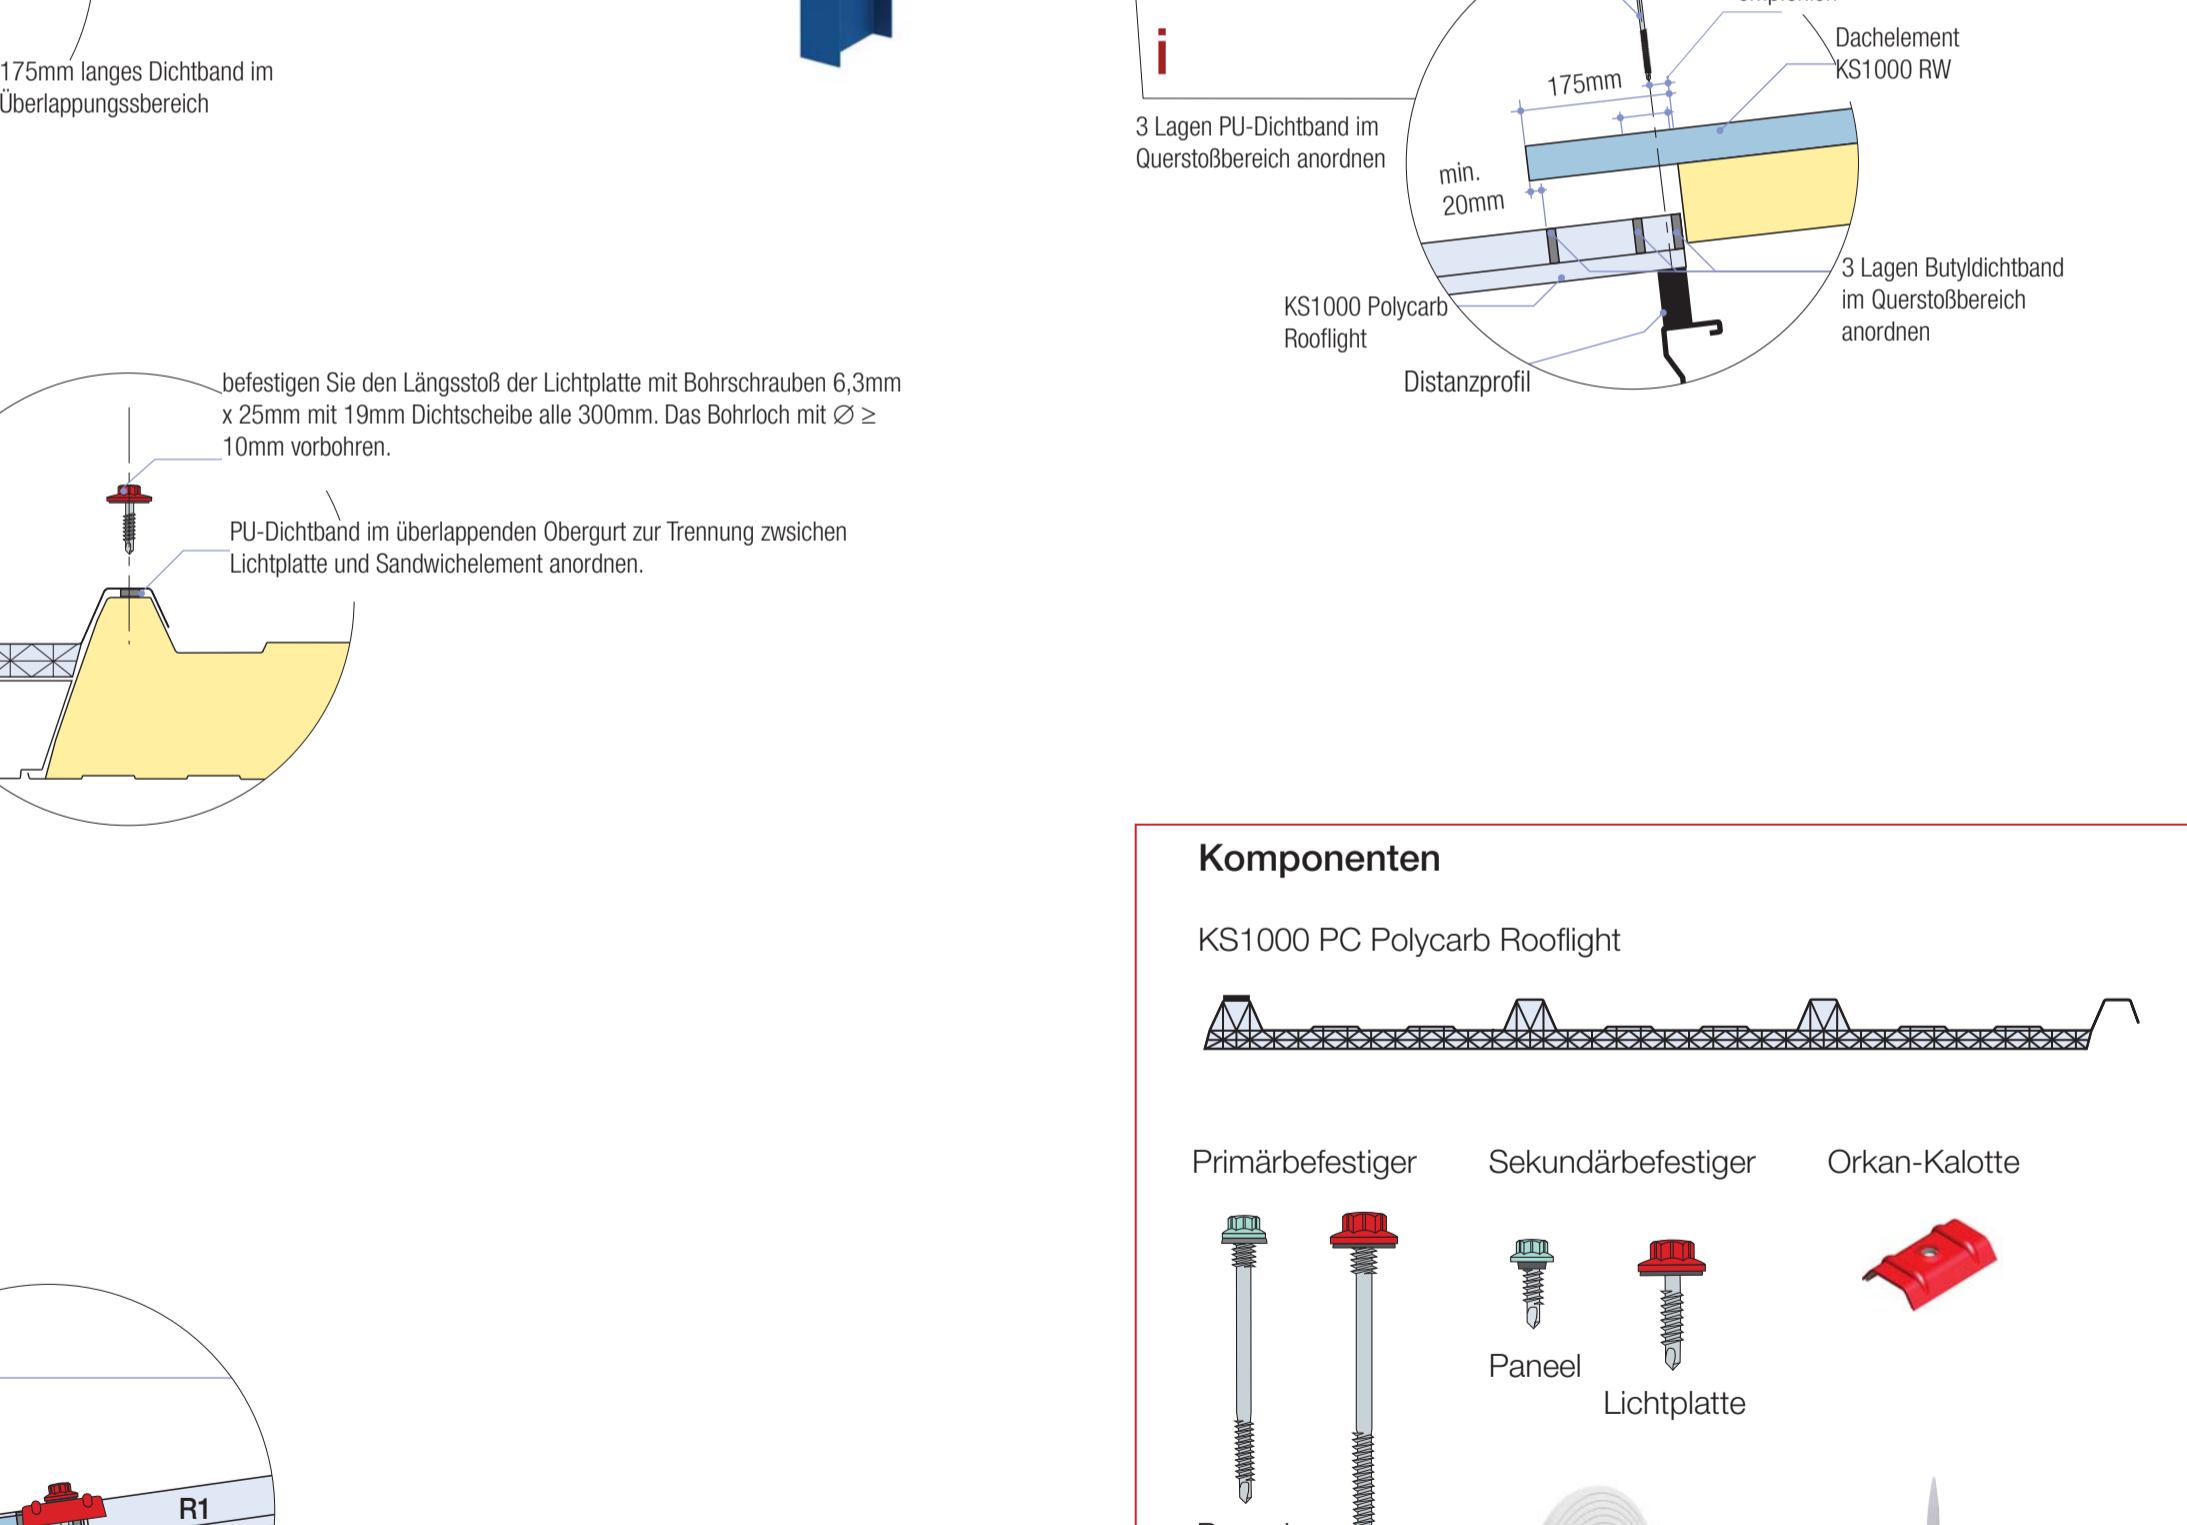 175mm langes Dichtband im
Überlappungssbereich
i
175mm
Dachelement
KS1000 RW
3 Lagen PU-Dichtband im
Querstoßbereich anordnen
min.
20mm
KS1000 Polycarb
Rooflight
3 Lagen Butyldichtband
im Querstoßbereich
anordnen
Distanzprofil
befestigen Sie den Längsstoß der Lichtplatte mit Bohrschrauben 6,3mm
x 25mm mit 19mm Dichtscheibe alle 300mm. Das Bohrloch mit ∅ ≥
10mm vorbohren.
PU-Dichtband im überlappenden Obergurt zur Trennung zwsichen
Lichtplatte und Sandwichelement anordnen.
Komponenten
KS1000 PC Polycarb Rooflight
Primärbefestiger
Sekundärbefestiger
Orkan-Kalotte
Paneel
Lichtplatte
R1